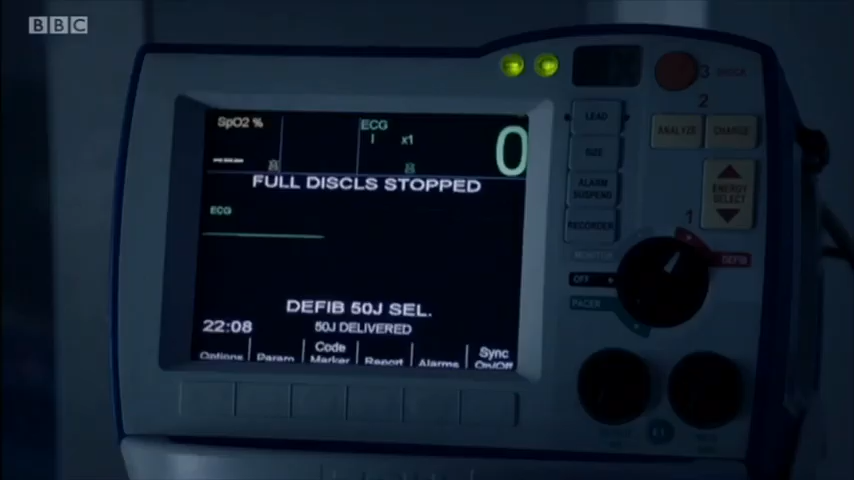 BBC
SpO2 %
ECG
I x1
0
FULL DISCLS STOPPED
ECG
DEFIB 50J SEL.
22:08
50J DELIVERED
Options
Param
Code Marker
Report
Alarms
Sync On/Off
3
2
LEAD
ANALYZE
CHARGE
SIZE
ALARM SUSPEND
ENERGY SELECT
RECORDER
1
MONITOR
DEFIB
OFF
PACER